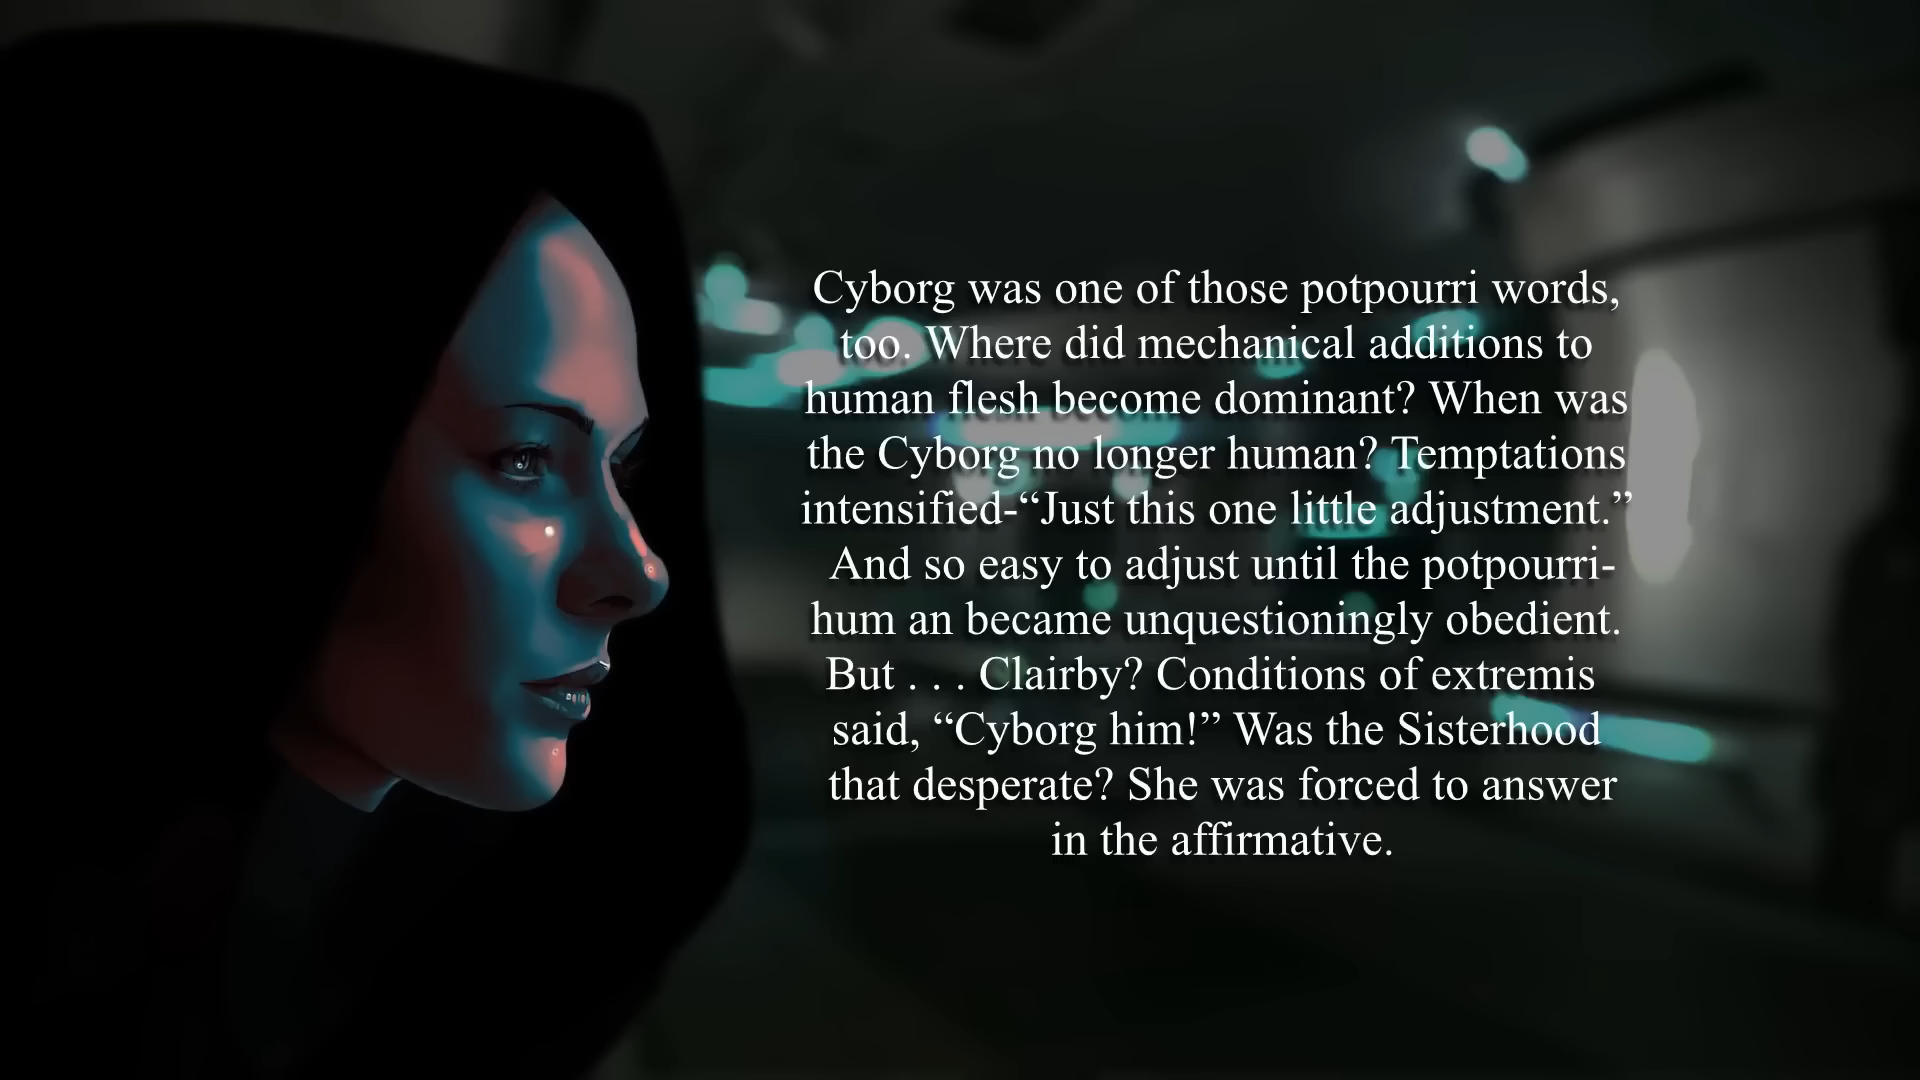 Cyborg was one of those potpourri words,
too. Where did mechanical additions to
human flesh become dominant? When was
the Cyborg no longer human? Temptations
intensified-“Just this one little adjustment.”
And so easy to adjust until the potpourri-
hum an became unquestioningly obedient.
But . . . Clairby? Conditions of extremis
said, “Cyborg him!” Was the Sisterhood
that desperate? She was forced to answer
in the affirmative.